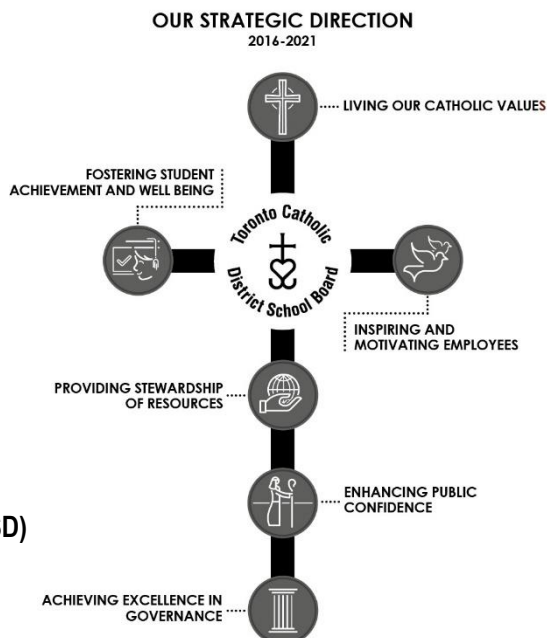 OUR STRATEGIC DIRECTION
2016-2021
LIVING OUR CATHOLIC VALUES
FOSTERING STUDENT
ACHIEVEMENT AND WELL BEING
Toronto Catholic
District School Board
INSPIRING AND
MOTIVATING EMPLOYEES
PROVIDING STEWARDSHIP
OF RESOURCES
ENHANCING PUBLIC
CONFIDENCE
D)
ACHIEVING EXCELLENCE IN
GOVERNANCE